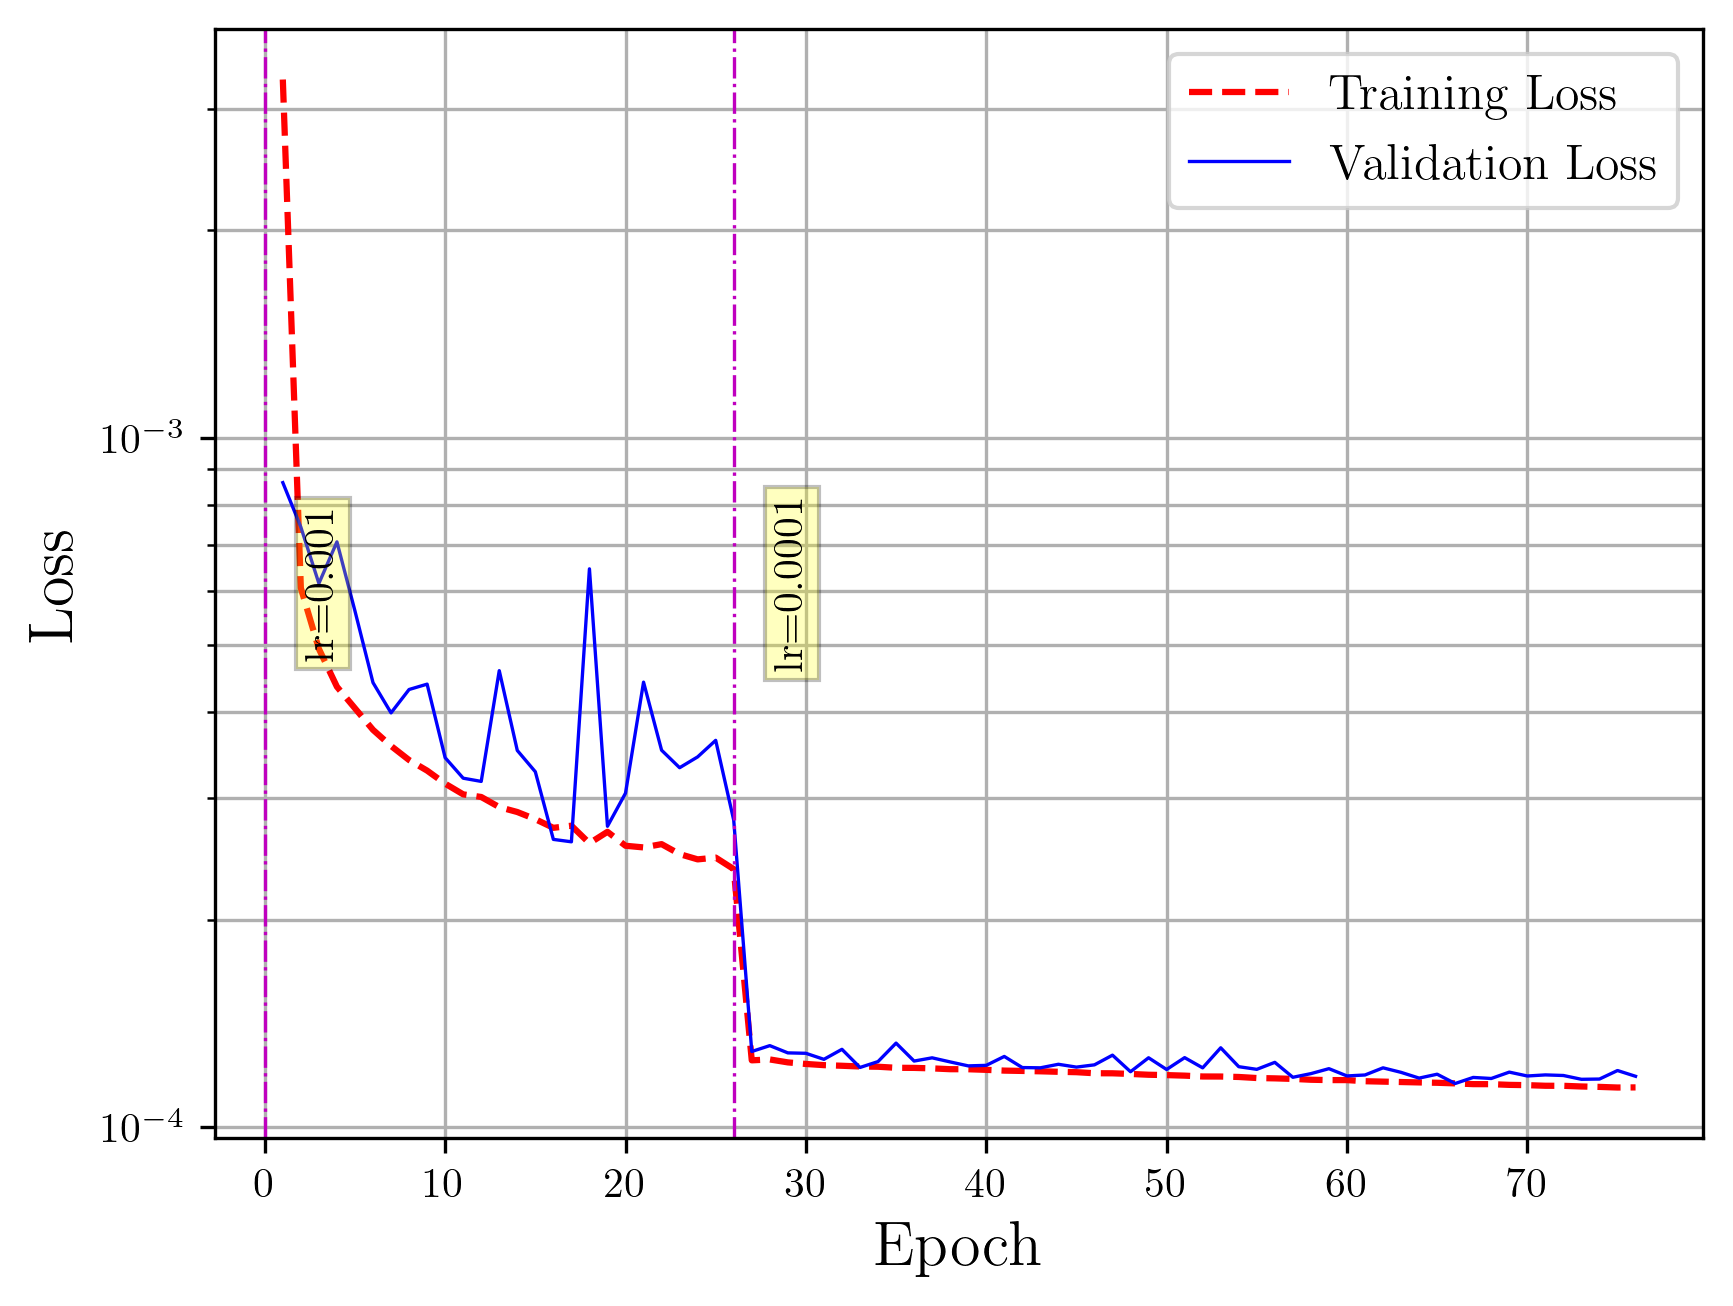 Training Loss
Validation Loss
10⁻³
10⁻⁴
Loss
lr=0.001
lr=0.0001
0 10 20 30 40 50 60 70
Epoch